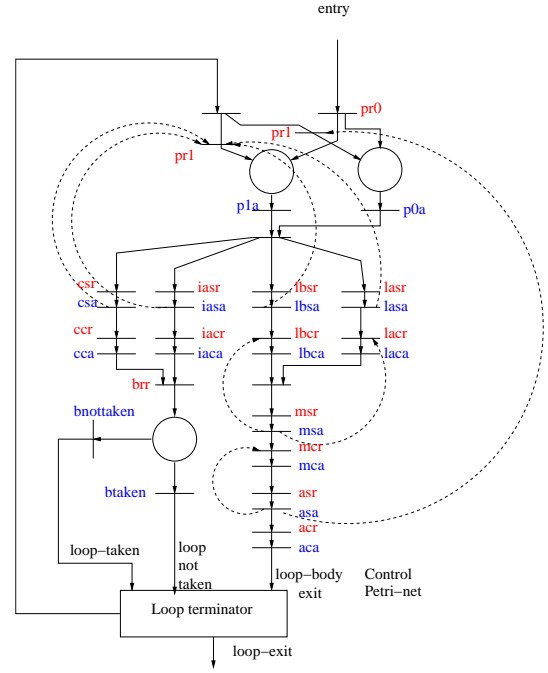 entry
pr0
pr1
pr1
p1a
p0a
csr
iasr
lbsr
lasr
csa
iasa
lbsa
lasa
ccr
iacr
lbcr
lacr
cca
iaca
lbca
laca
brr
bnottaken
msr
msa
mcr
mca
btaken
asr
asa
acr
aca
loop-taken
loop
not
taken
loop-body
exit
Control
Petri-net
Loop terminator
loop-exit